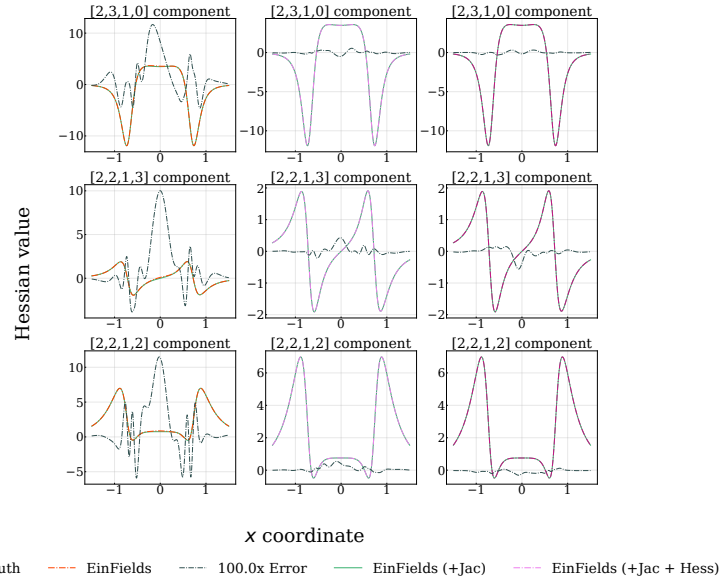 [2,3,1,0] component [2,3,1,0] component [2,3,1,0] component
10 0 −10 −1 0 1
0 −5 −10 −1 0 1
0 −5 −10 −1 0 1
[2,2,1,3] component [2,2,1,3] component [2,2,1,3] component
10 5 0 −1 0 1
2 1 0 −1 −2 −1 0 1
2 1 0 −1 −2 −1 0 1
[2,2,1,2] component [2,2,1,2] component [2,2,1,2] component
10 5 0 −5 −1 0 1
6 4 2 0 −1 0 1
6 4 2 0 −1 0 1
Hessian value
x coordinate
uth EinFields 100.0x Error EinFields (+Jac) EinFields (+Jac + Hess)